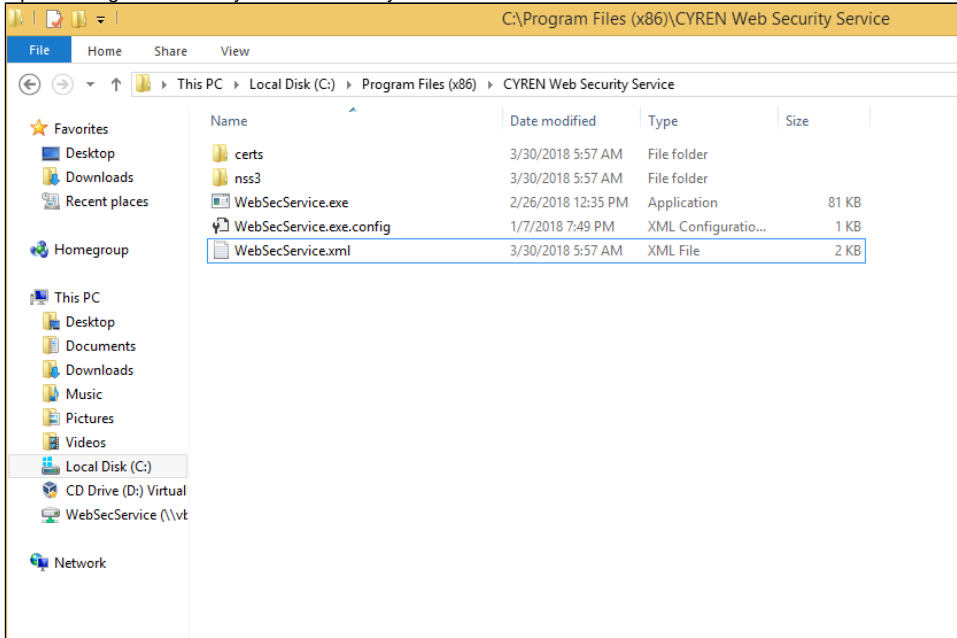 C:\Program Files (x86)\CYREN Web Security Service
File Home Share View
This PC Local Disk (C:) Program Files (x86) CYREN Web Security Service
Name Date modified Type Size
Favorites
Desktop
Downloads
Recent places
Homegroup
This PC
Desktop
Documents
Downloads
Music
Pictures
Videos
Local Disk (C:)
CD Drive (D:) Virtual
WebSecService (\\vb
Network
certs 3/30/2018 5:57 AM File folder
nss3 3/30/2018 5:57 AM File folder
WebSecService.exe 2/26/2018 12:35 PM Application 81 KB
WebSecService.exe.config 1/7/2018 7:49 PM XML Configuratio... 1 KB
WebSecService.xml 3/30/2018 5:57 AM XML File 2 KB